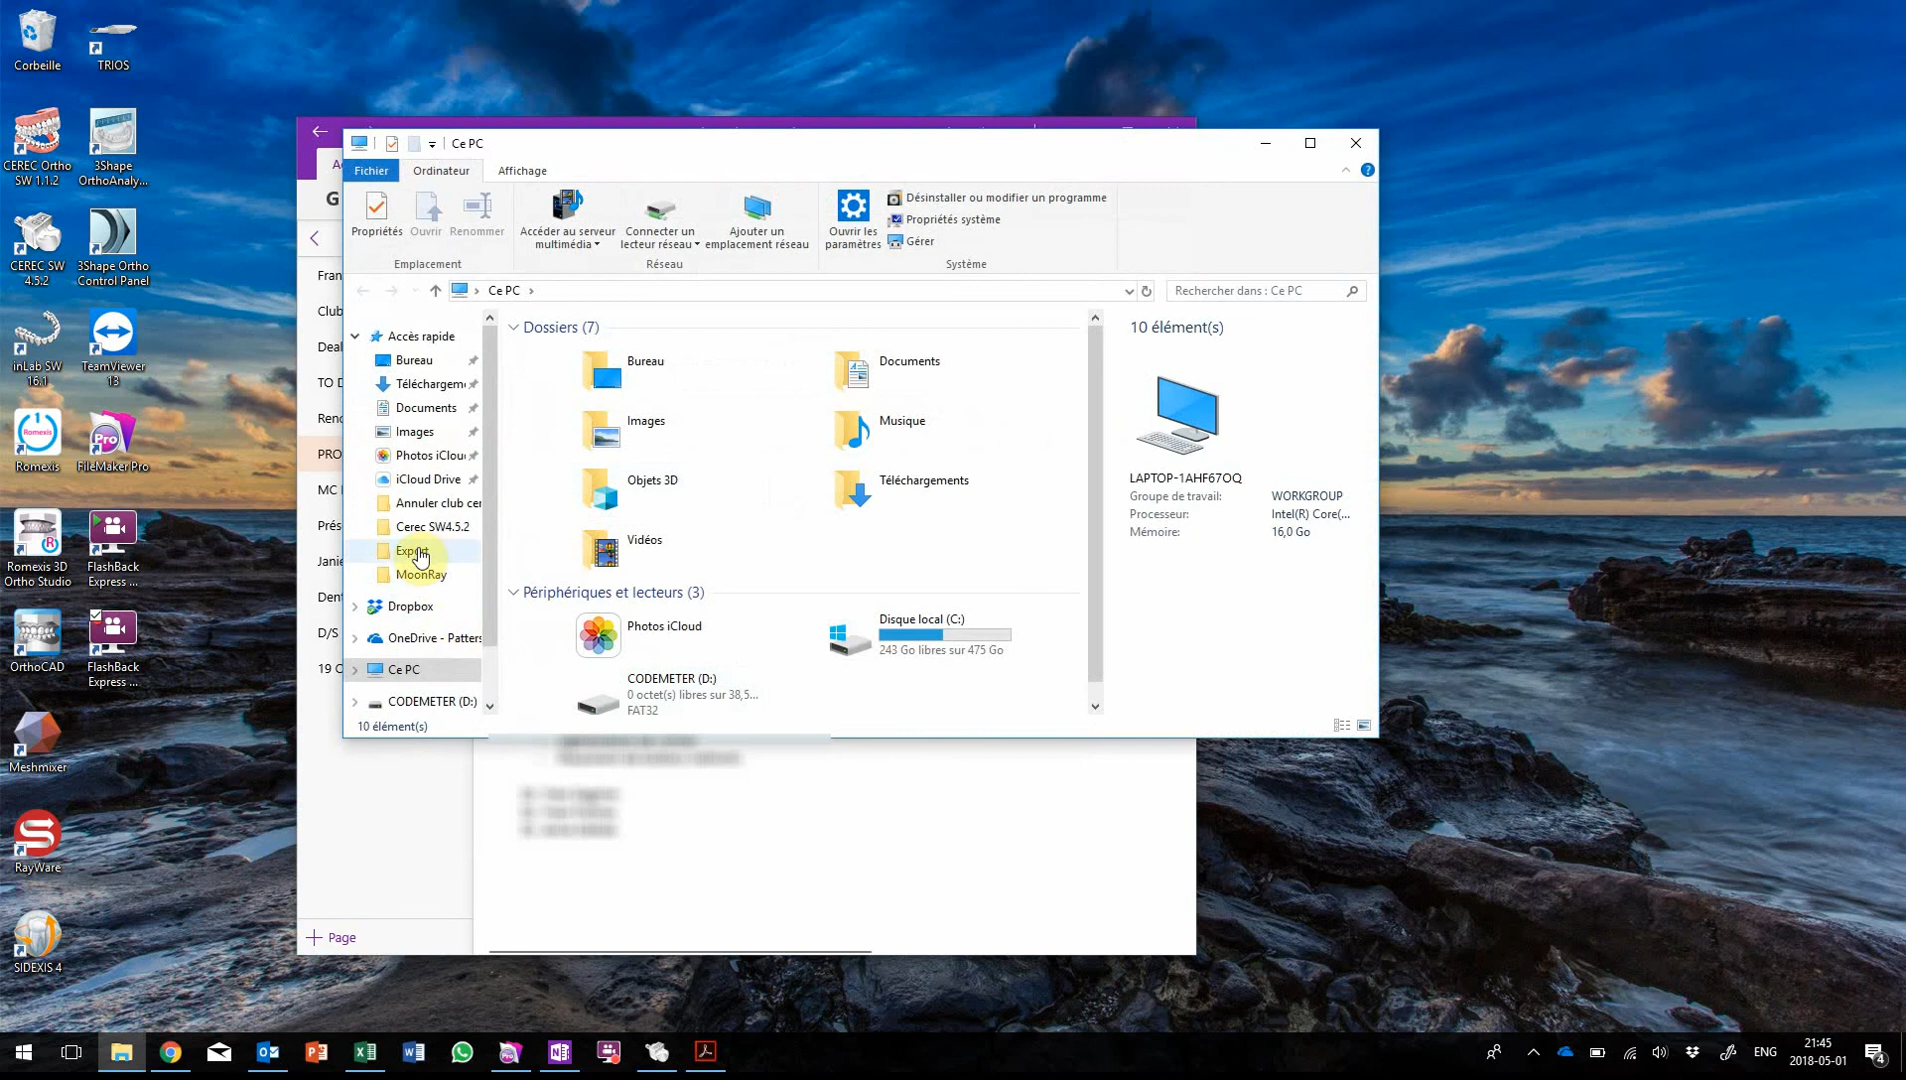 Corbeille
TRIOS
CEREC Ortho
SW 1.1.2
3Shape
OrthoAnaly...
CEREC SW
4.5.2
3Shape Ortho
Control Panel
inLab SW
16.1
TeamViewer
13
Romexis
FileMaker Pro
Romexis 3D
Ortho Studio
FlashBack
Express ...
OrthoCAD
FlashBack
Express ...
Meshmixer
RayWare
SIDEXIS 4
G
Fran
Club
Deal
TO D
Reno
PRO
MC
Prés
Janie
Dent
D/S
19 C
Page
Ce PC
Fichier
Ordinateur
Affichage
Propriétés
Ouvrir
Renommer
Emplacement
Accéder au serveur
multimédia
Connecter un
lecteur réseau
Ajouter un
emplacement réseau
Réseau
Ouvrir les
paramètres
Désinstaller ou modifier un programme
Propriétés système
Gérer
Système
Ce PC
Rechercher dans : Ce PC
Accès rapide
Bureau
Téléchargem
Documents
Images
Photos iClou
iCloud Drive
Annuler club cer
Cerec SW4.5.2
Export
MoonRay
Dropbox
OneDrive - Patters
Ce PC
CODEMETER (D:)
10 élément(s)
Dossiers (7)
Bureau
Documents
Images
Musique
Objets 3D
Téléchargements
Vidéos
Périphériques et lecteurs (3)
Photos iCloud
Disque local (C:)
243 Go libres sur 475 Go
CODEMETER (D:)
0 octet(s) libres sur 38,5...
FAT32
10 élément(s)
LAPTOP-1AHF67OQ
Groupe de travail: WORKGROUP
Processeur: Intel(R) Core(...
Mémoire: 16,0 Go
ENG
21:45
2018-05-01
4